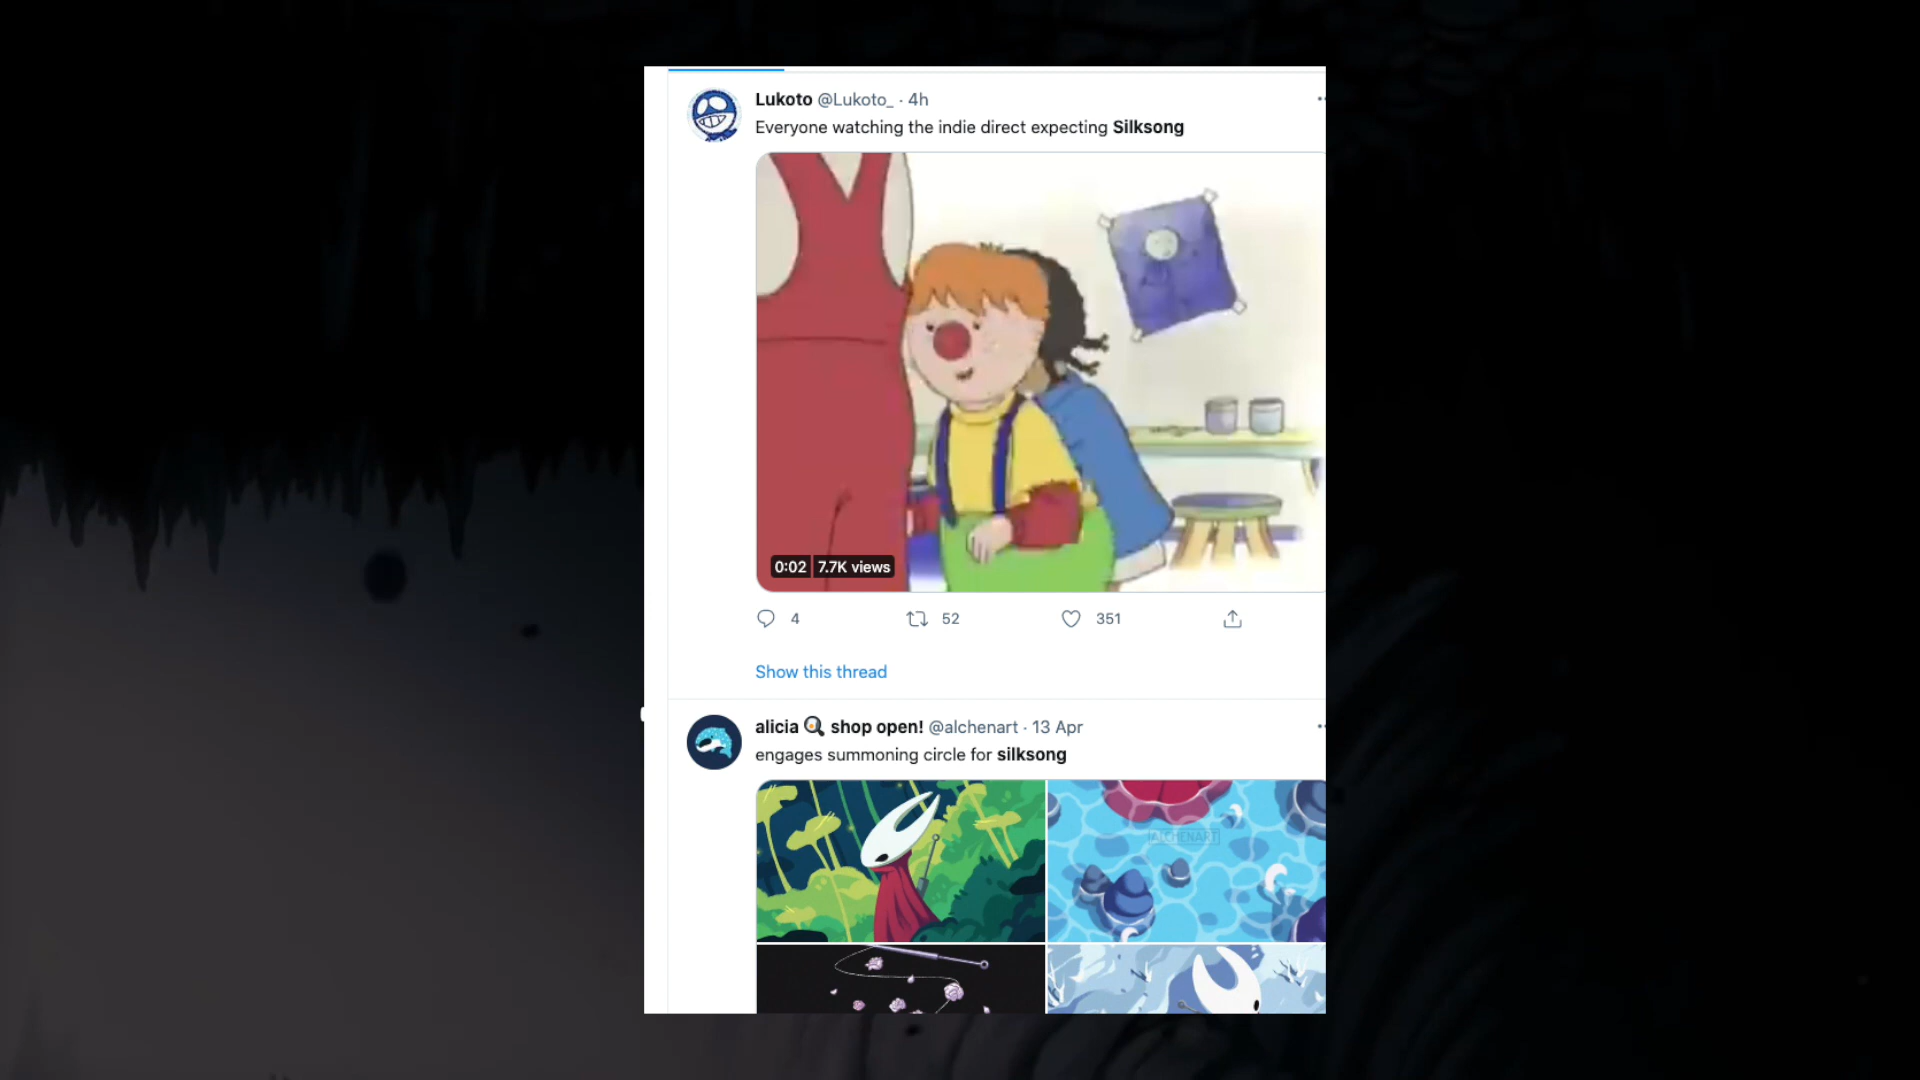 Lukoto @Lukoto_ · 4h
Everyone watching the indie direct expecting Silksong
0:02 7.7K views
4 52 351
Show this thread
alicia shop open! @alchenart · 13 Apr
engages summoning circle for silksong
ALCHENART